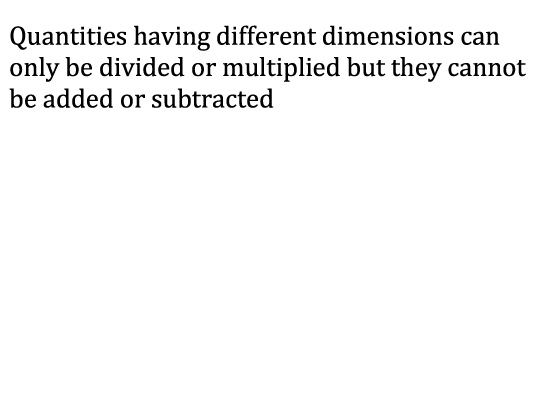 Quantities having different dimensions can
only be divided or multiplied but they cannot
be added or subtracted